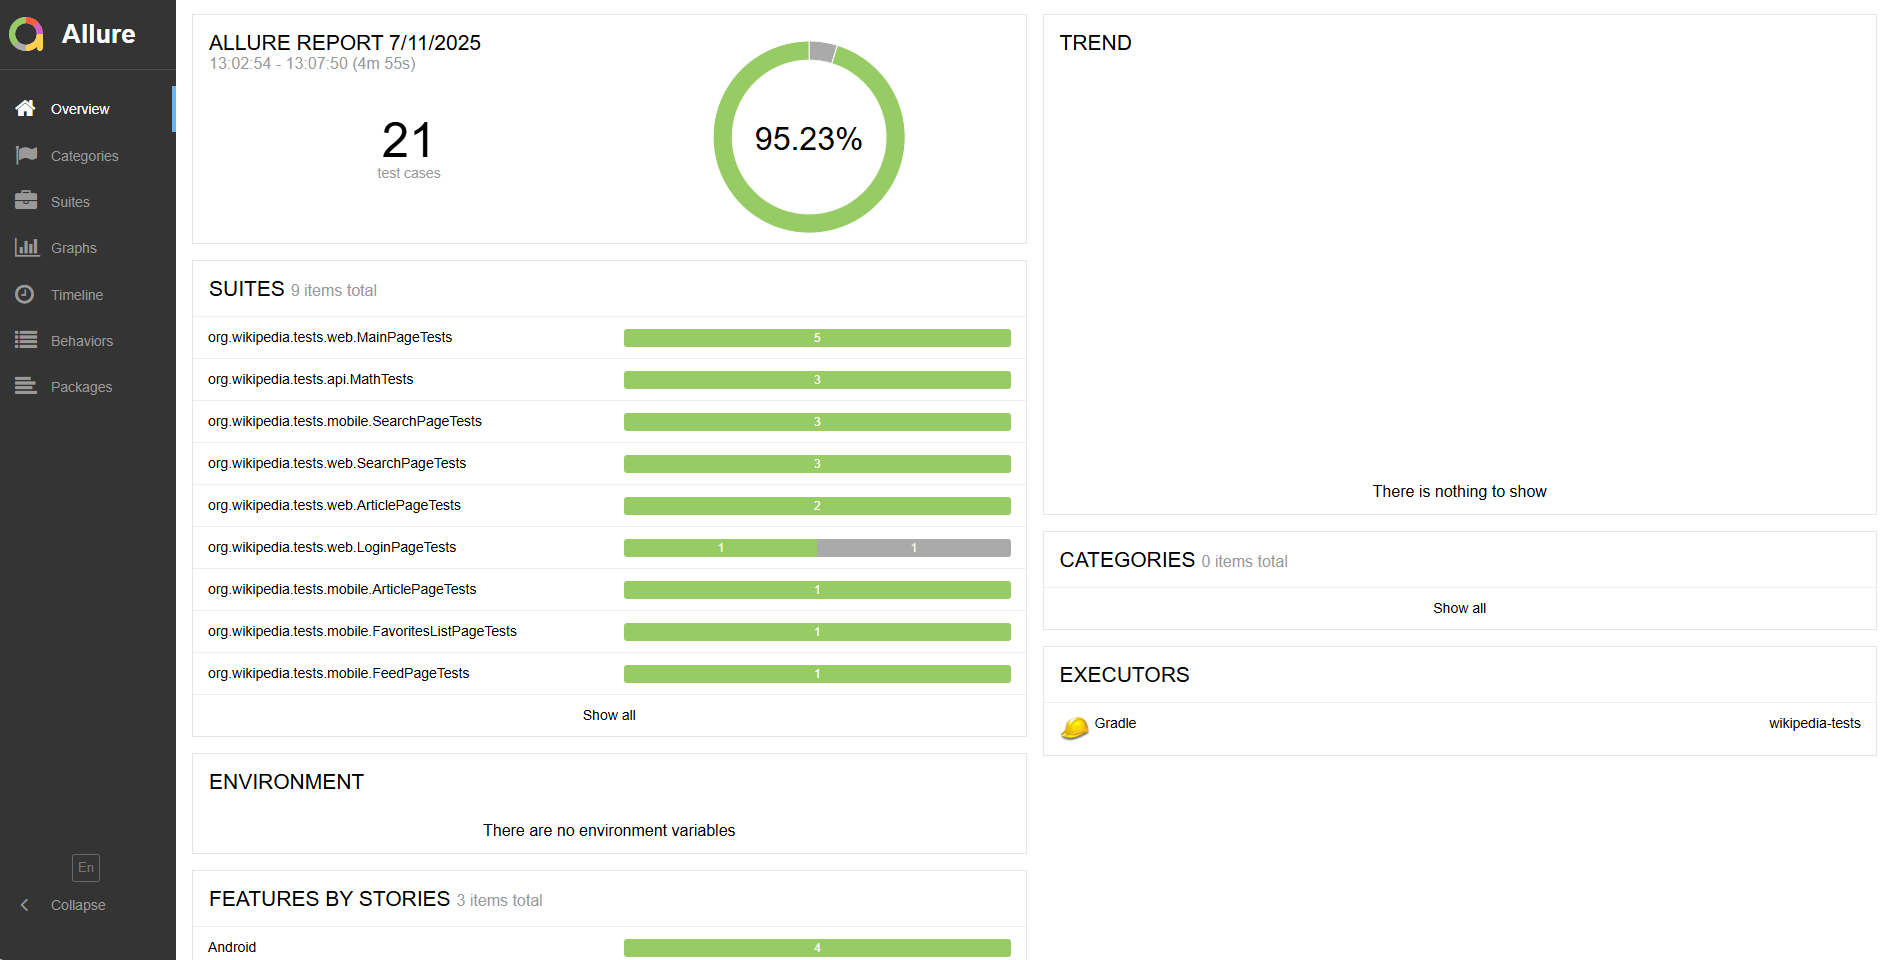 Allure
Overview
Categories
Suites
Graphs
Timeline
Behaviors
Packages
En
Collapse
ALLURE REPORT 7/11/2025
13:02:54 - 13:07:50 (4m 55s)
21
test cases
95.23%
SUITES 9 items total
org.wikipedia.tests.web.MainPageTests 5
org.wikipedia.tests.api.MathTests 3
org.wikipedia.tests.mobile.SearchPageTests 3
org.wikipedia.tests.web.SearchPageTests 3
org.wikipedia.tests.web.ArticlePageTests 2
org.wikipedia.tests.web.LoginPageTests 1 1
org.wikipedia.tests.mobile.ArticlePageTests 1
org.wikipedia.tests.mobile.FavoritesListPageTests 1
org.wikipedia.tests.mobile.FeedPageTests 1
Show all
ENVIRONMENT
There are no environment variables
FEATURES BY STORIES 3 items total
Android 4
TREND
There is nothing to show
CATEGORIES 0 items total
Show all
EXECUTORS
Gradle wikipedia-tests